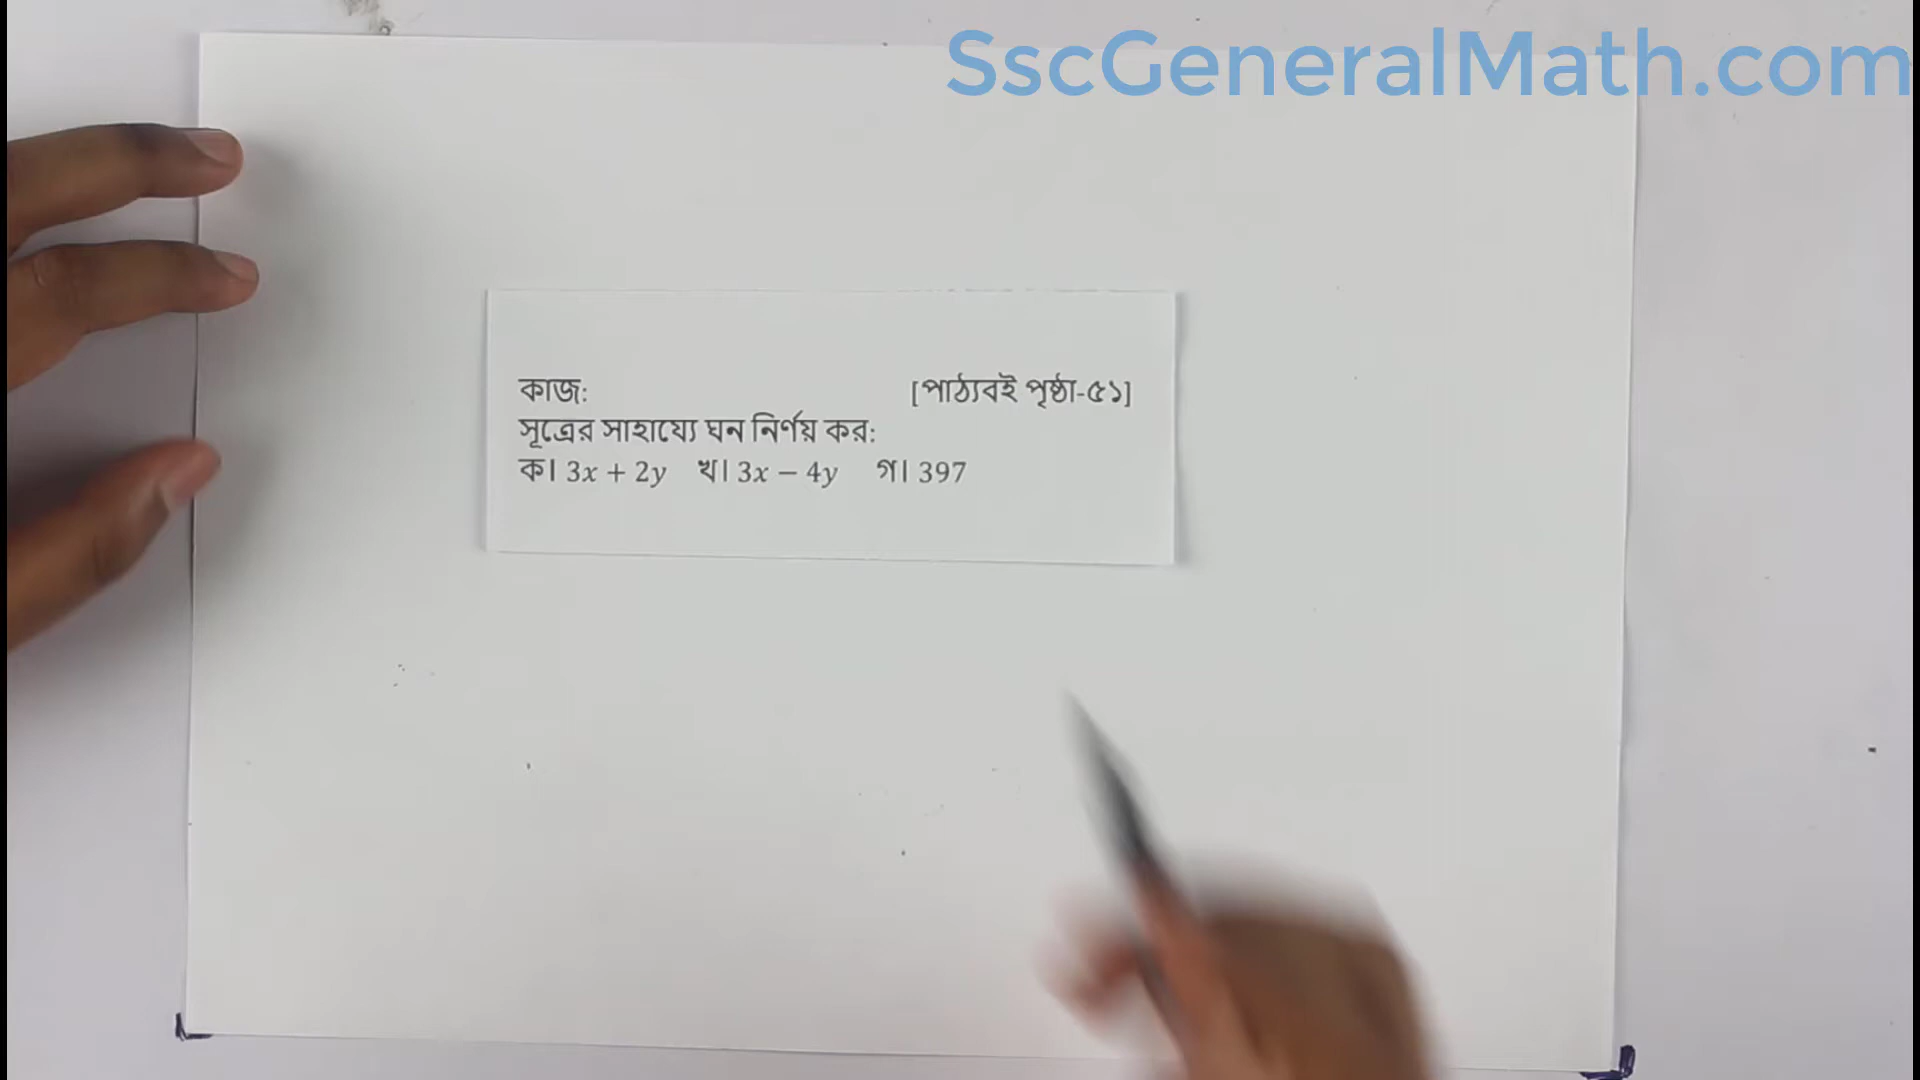 SscGeneralMath.com
কাজ: [পাঠ্যবই পৃষ্ঠা-৫১]
সূত্রের সাহায্যে ঘন নির্ণয় কর:
ক। 3x + 2y খ। 3x − 4y গ। 397